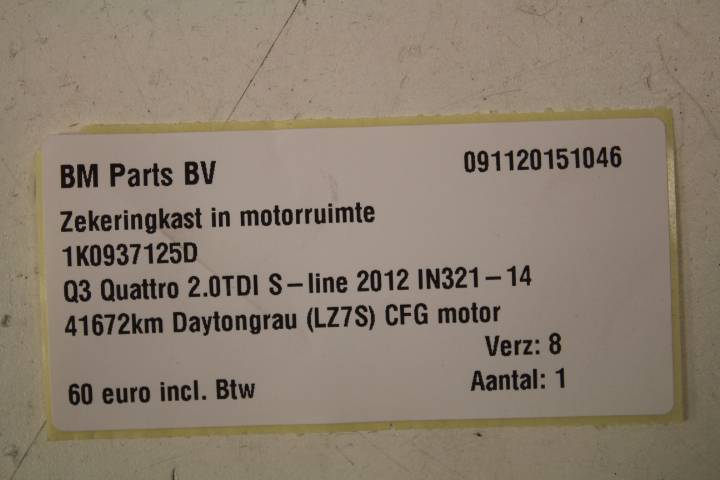 BM Parts BV 091120151046
Zekeringkast in motorruimte
1K0937125D
Q3 Quattro 2.0TDI S-line 2012 IN321-14
41672km Daytongrau (LZ7S) CFG motor
Verz: 8
60 euro incl. Btw Aantal: 1